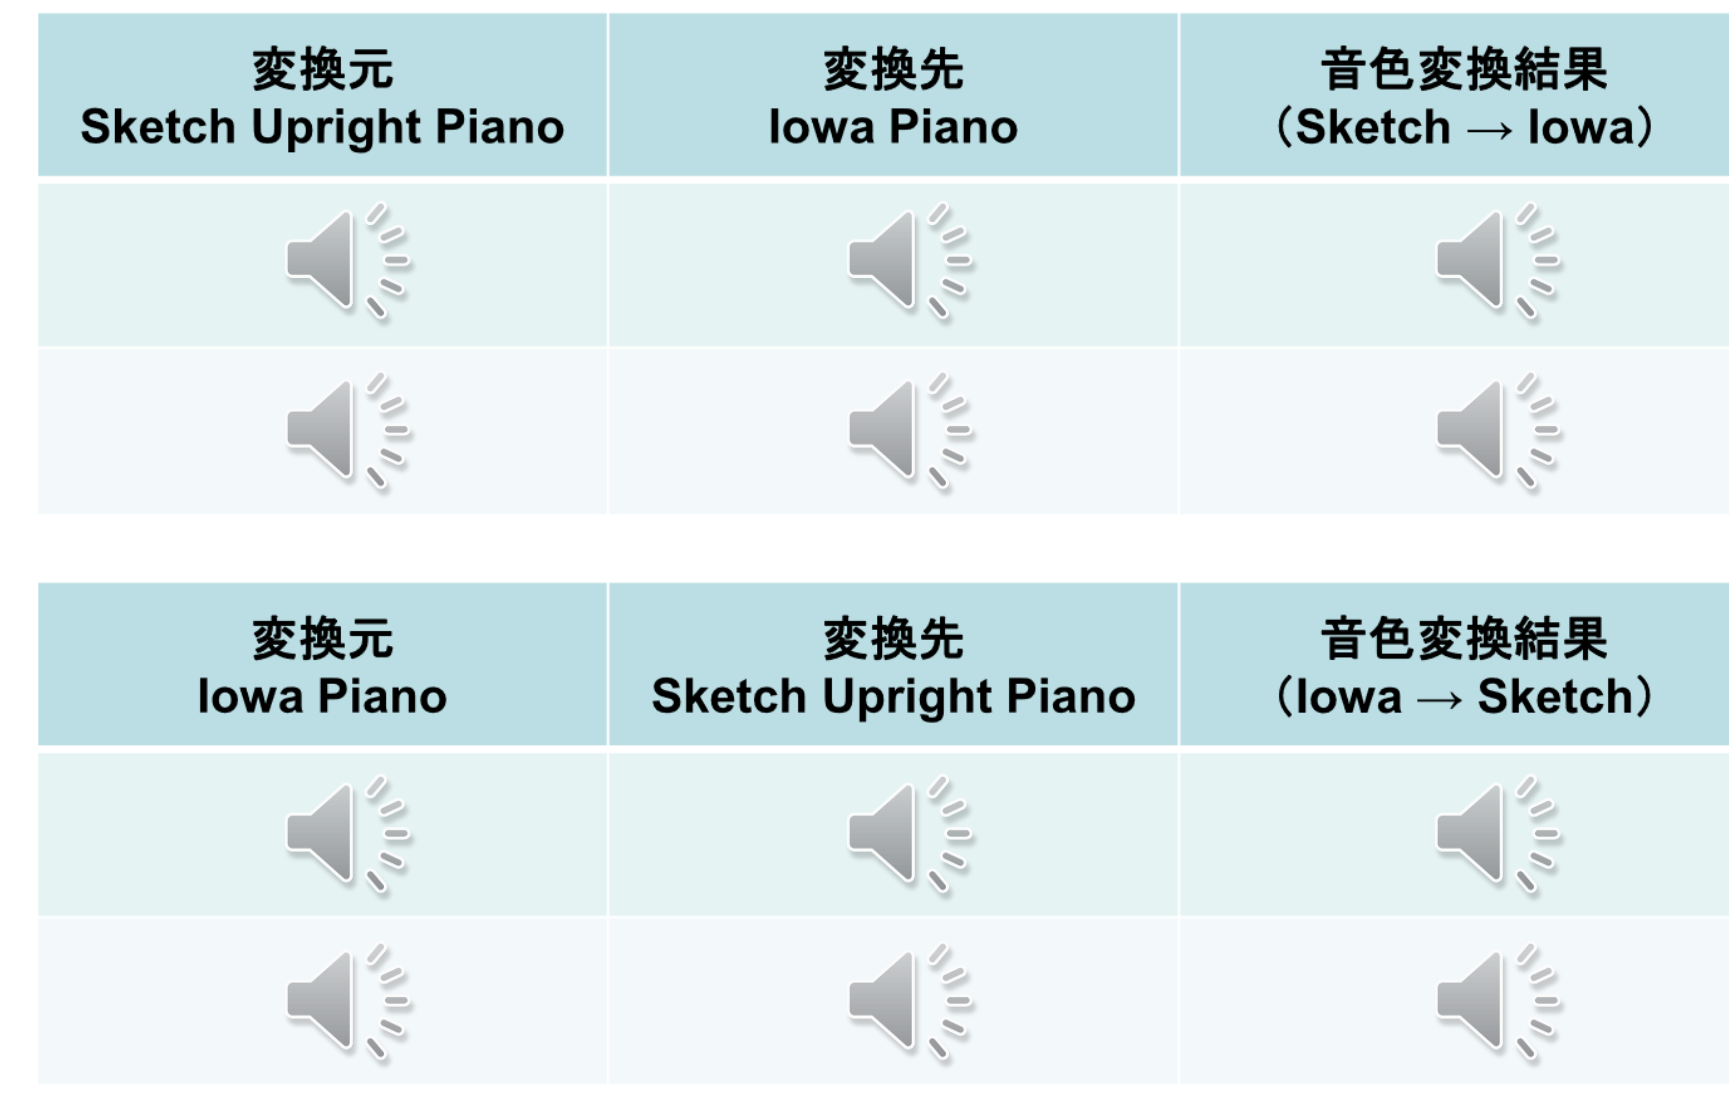 変換元
Sketch Upright Piano
変換先
Iowa Piano
音色変換結果
（Sketch → Iowa）
変換元
Iowa Piano
変換先
Sketch Upright Piano
音色変換結果
（Iowa → Sketch）